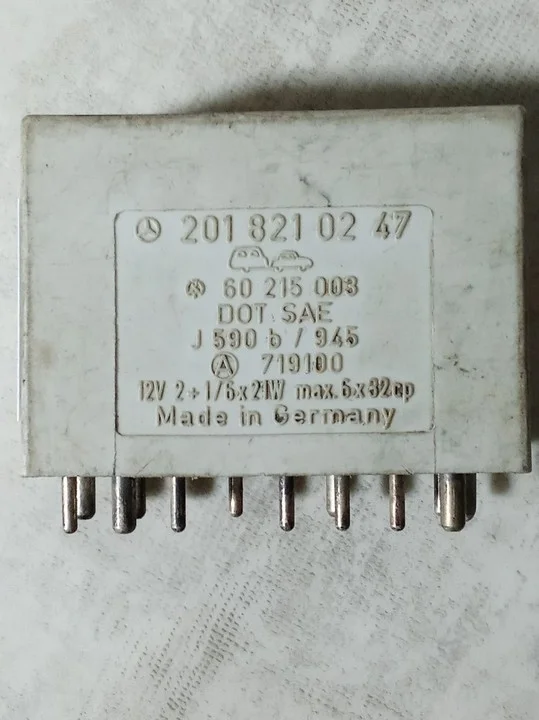 201 821 02 47
60 215 003
DOT SAE
J 590 b / 945
A 719100
12V 2+1/6x21W max.6x32cp
Made in Germany